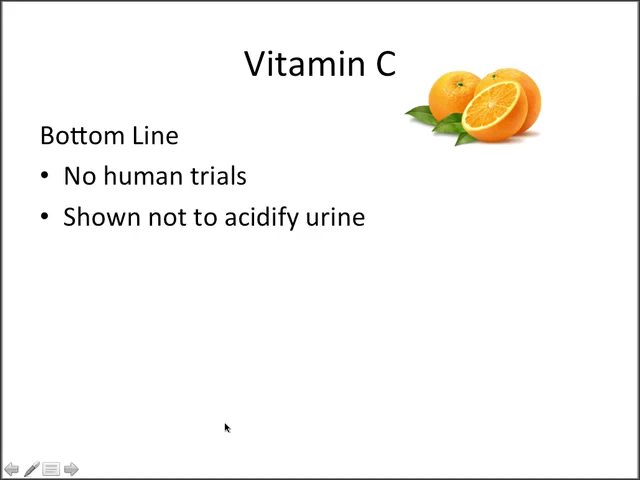 Vitamin C
Bottom Line
• No human trials
• Shown not to acidify urine